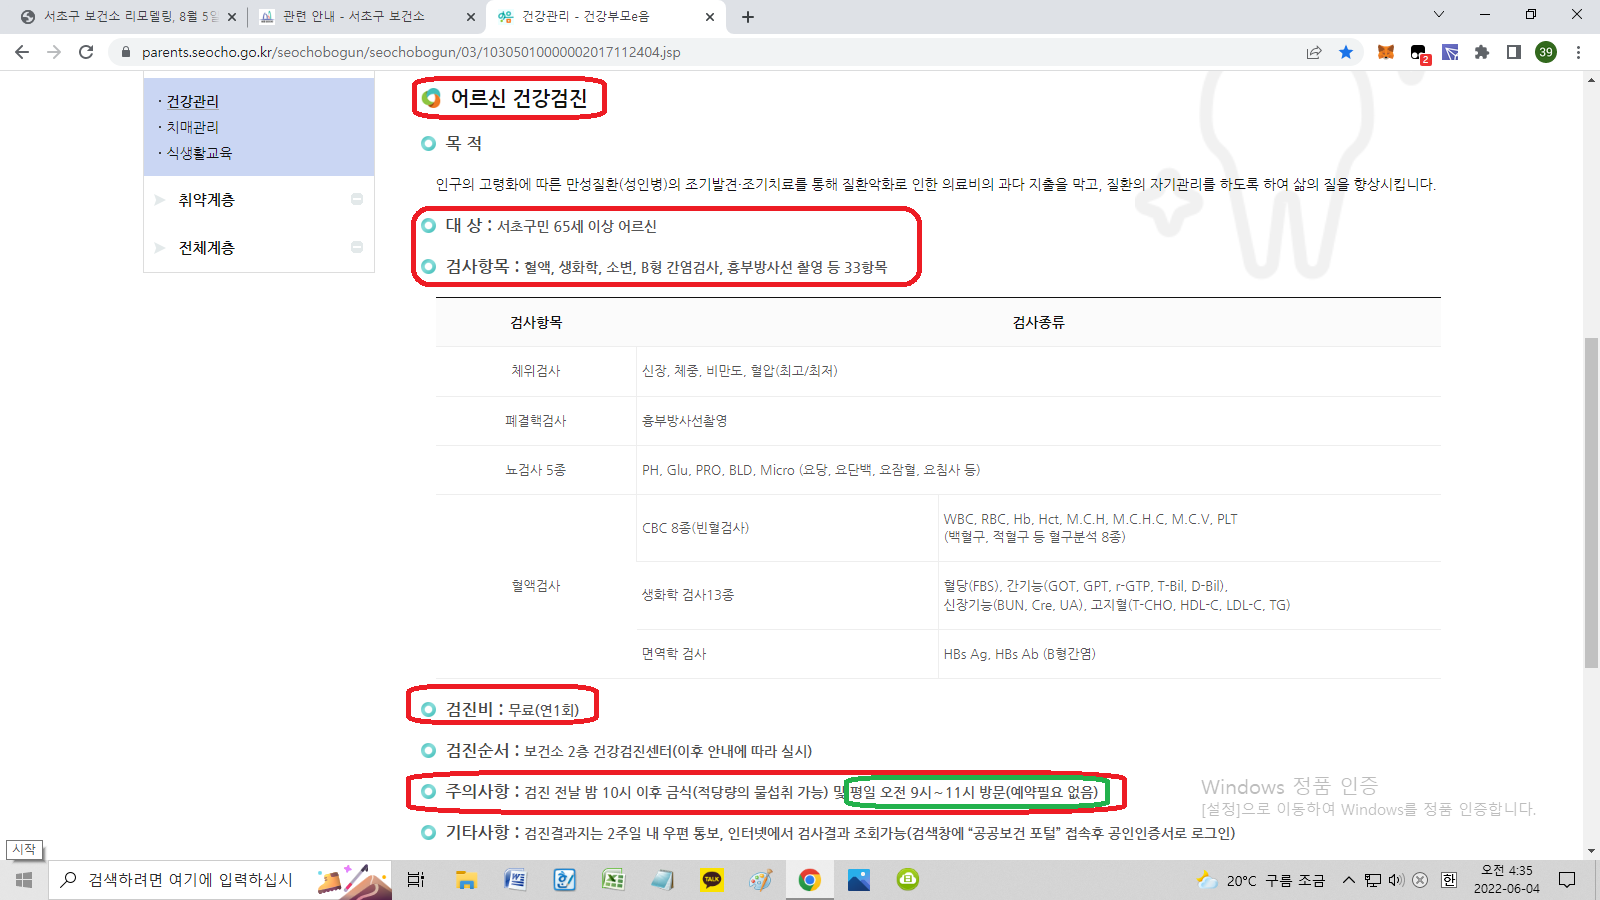 서초구 보건소 리모델링, 8월 5일
관련 안내 - 서초구 보건소
건강관리 - 건강부모e음
parents.seocho.go.kr/seochobogun/seochobogun/03/10305010000002017112404.jsp
2
39
· 건강관리
· 치매관리
· 식생활교육
취약계층
전체계층
어르신 건강검진
목 적
인구의 고령화에 따른 만성질환(성인병)의 조기발견·조기치료를 통해 질환악화로 인한 의료비의 과다 지출을 막고, 질환의 자기관리를 하도록 하여 삶의 질을 향상시킵니다.
대 상 : 서초구민 65세 이상 어르신
검사항목 : 혈액, 생화학, 소변, B형 간염검사, 흉부방사선 촬영 등 33항목
검사항목 검사종류
체위검사 신장, 체중, 비만도, 혈압(최고/최저)
폐결핵검사 흉부방사선촬영
뇨검사 5종 PH, Glu, PRO, BLD, Micro (요당, 요단백, 요잠혈, 요침사 등)
혈액검사
CBC 8종(빈혈검사) WBC, RBC, Hb, Hct, M.C.H, M.C.H.C, M.C.V, PLT
(백혈구, 적혈구 등 혈구분석 8종)
생화학 검사13종 혈당(FBS), 간기능(GOT, GPT, r-GTP, T-Bil, D-Bil),
신장기능(BUN, Cre, UA), 고지혈(T-CHO, HDL-C, LDL-C, TG)
면역학 검사 HBs Ag, HBs Ab (B형간염)
검진비 : 무료(연1회)
검진순서 : 보건소 2층 건강검진센터(이후 안내에 따라 실시)
주의사항 : 검진 전날 밤 10시 이후 금식(적당량의 물섭취 가능) 및 평일 오전 9시~11시 방문(예약필요 없음)
기타사항 : 검진결과지는 2주일 내 우편 통보, 인터넷에서 검사결과 조회가능(검색창에 “공공보건 포털” 접속후 공인인증서로 로그인)
Windows 정품 인증
[설정]으로 이동하여 Windows를 정품 인증합니다.
시작
검색하려면 여기에 입력하십시
TALK
20°C 구름 조금
한
오전 4:35
2022-06-04